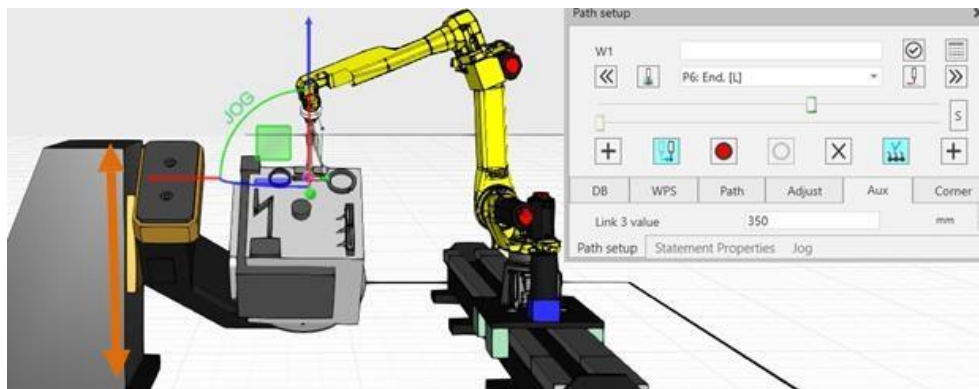 JOG
Path setup
W1
P6: End. [L]
S
DB WPS Path Adjust Aux Corner
Link 3 value 350 mm
Path setup Statement Properties Jog